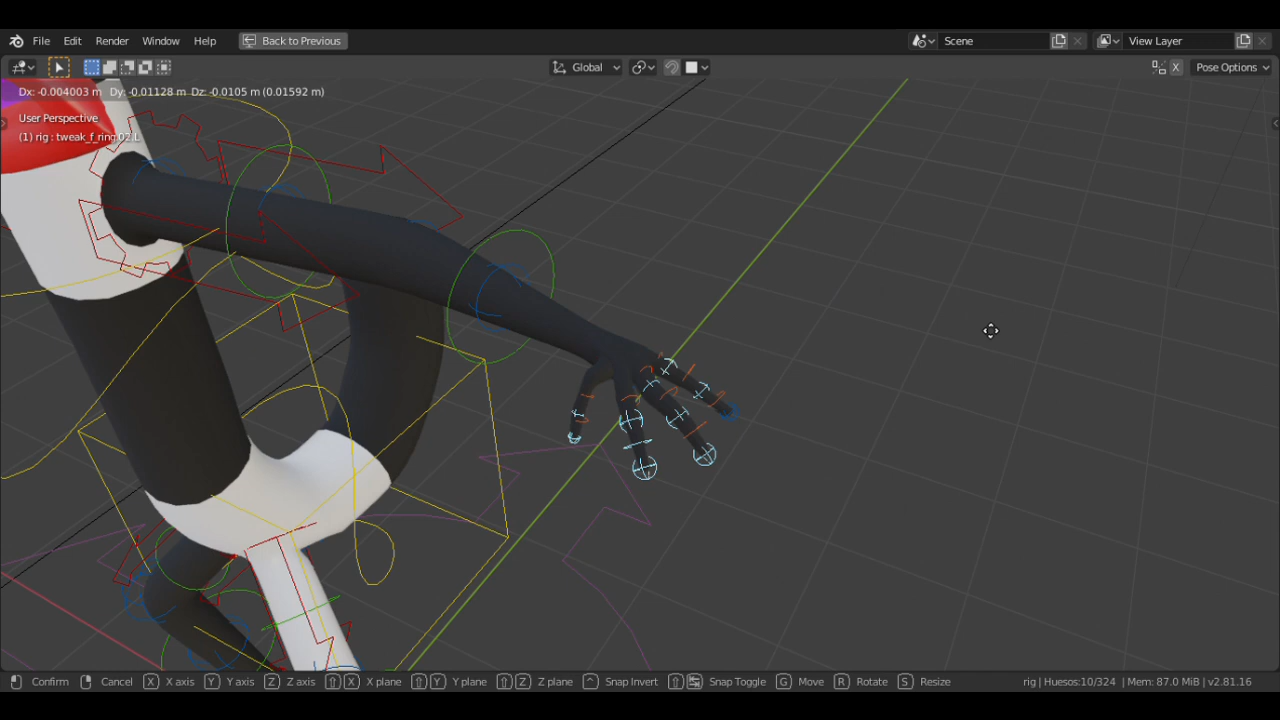 File Edit Render Window Help Back to Previous Scene View Layer
Global Pose Options
Dx: -0.004003 m Dy: -0.01128 m Dz: -0.0105 m (0.01592 m)
User Perspective
(1) rig : tweak_f_ring.02.L
Confirm Cancel X X axis Y Y axis Z Z axis X X plane Y Y plane Z Z plane Snap Invert Snap Toggle G Move R Rotate S Resize rig | Huesos:10/324 | Mem: 87.0 MiB | v2.81.16